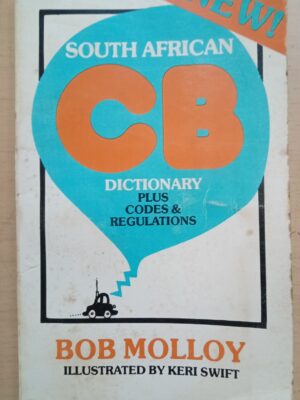 NEW!
SOUTH AFRICAN
CB
DICTIONARY
PLUS
CODES &
REGULATIONS
BOB MOLLOY
ILLUSTRATED BY KERI SWIFT